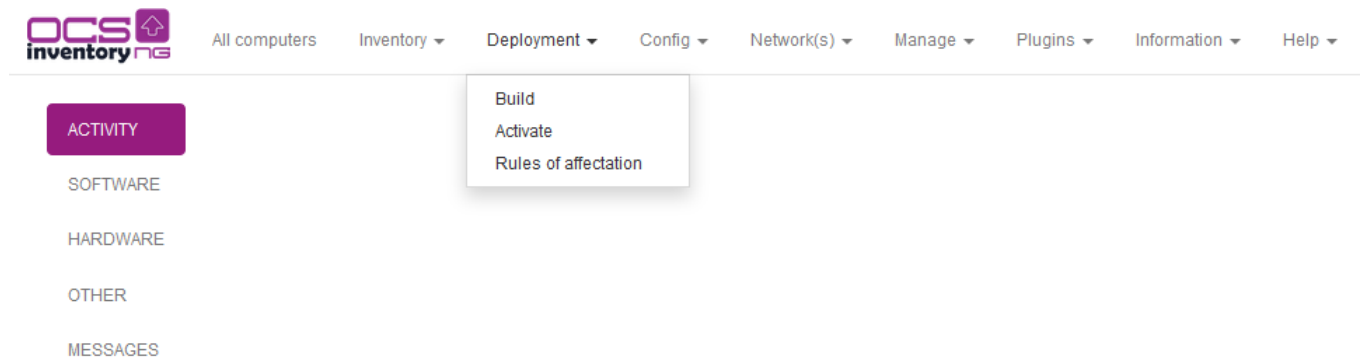 OCS
inventory NG
All computers Inventory Deployment Config Network(s) Manage Plugins Information Help
Build
Activate
Rules of affectation
ACTIVITY
SOFTWARE
HARDWARE
OTHER
MESSAGES